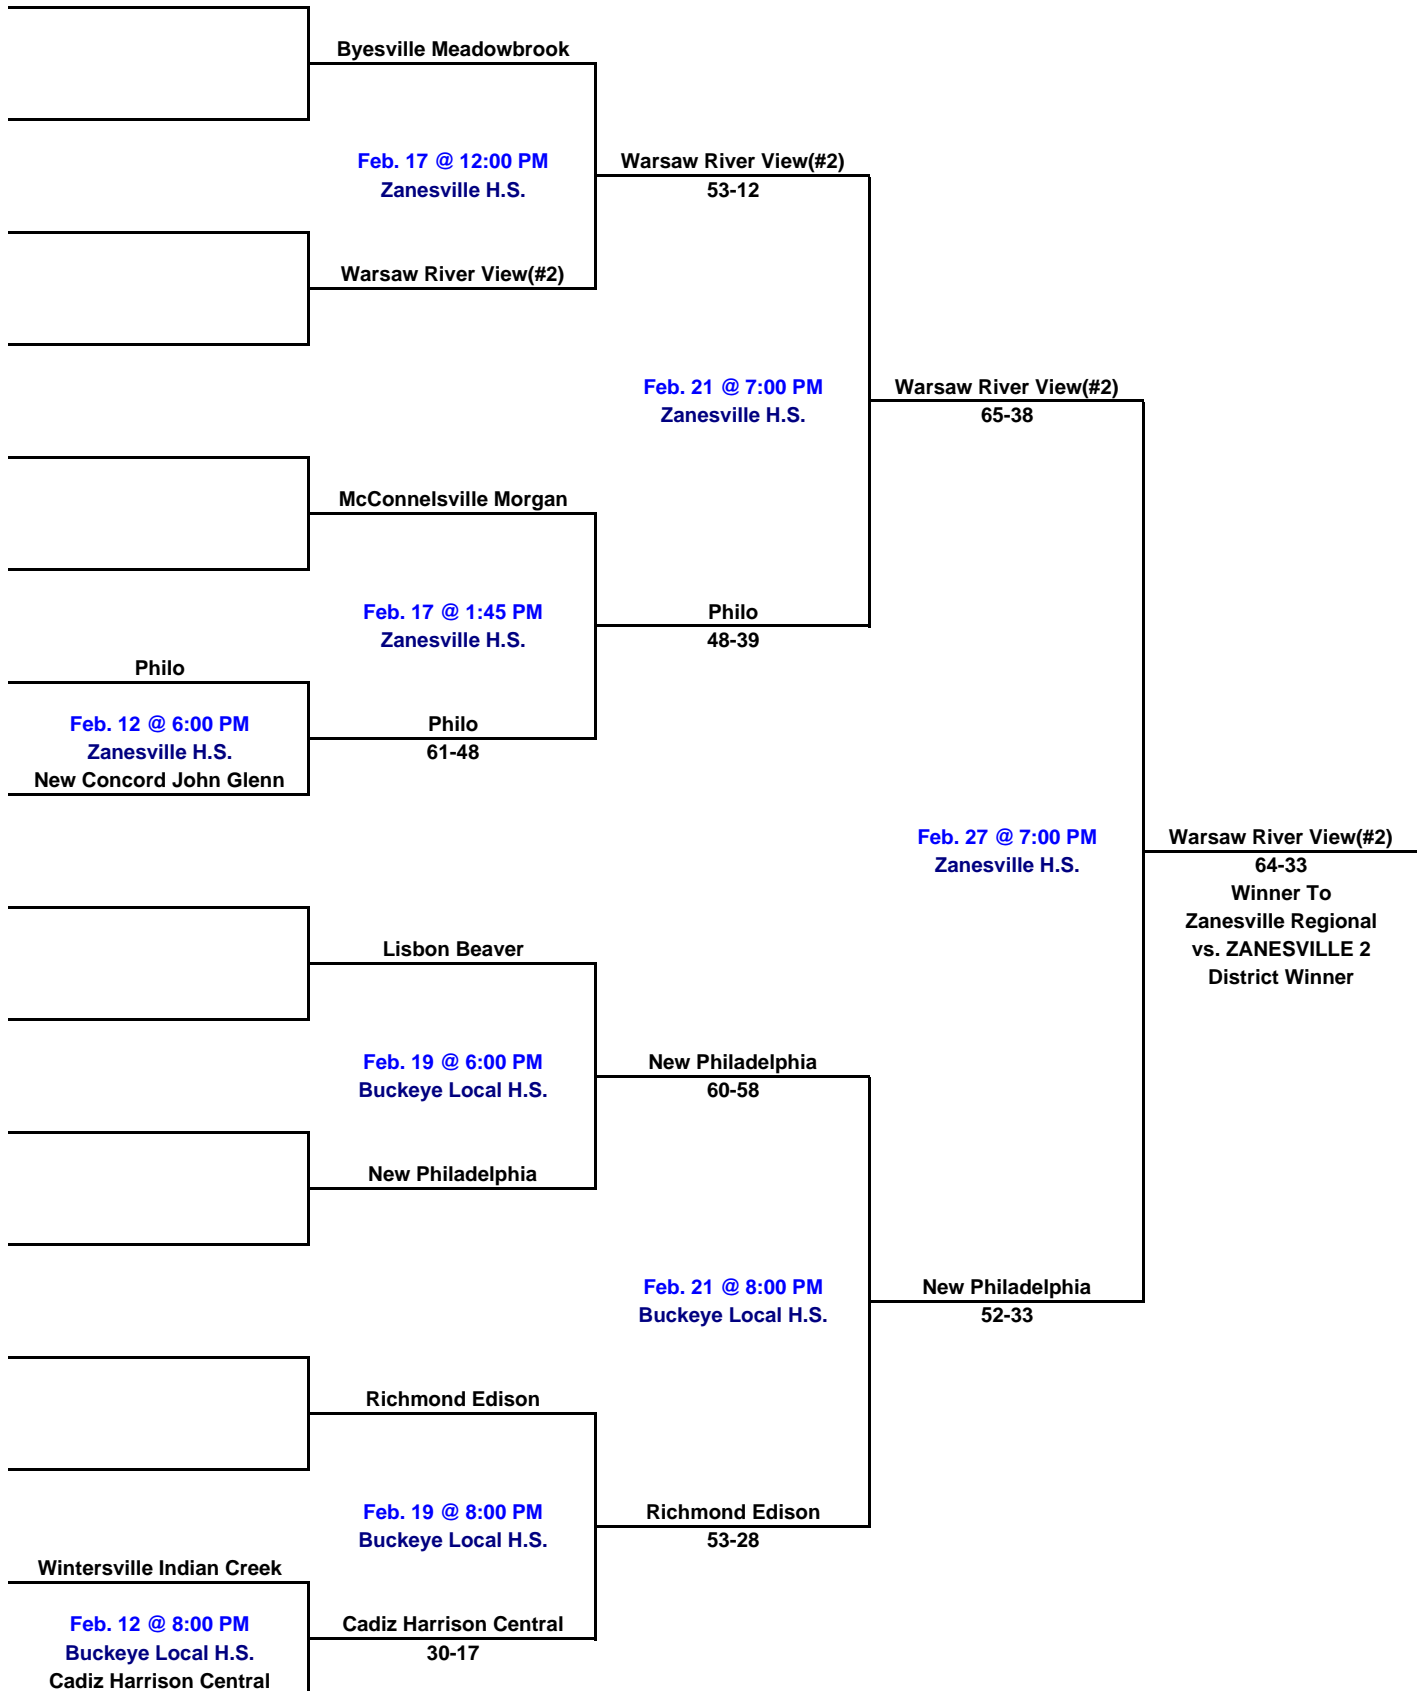 Byesville Meadowbrook
Feb. 17 @ 12:00 PM
Zanesville H.S.
Warsaw River View(#2)
53-12
Warsaw River View(#2)
Feb. 21 @ 7:00 PM
Zanesville H.S.
Warsaw River View(#2)
65-38
McConnelsville Morgan
Feb. 17 @ 1:45 PM
Zanesville H.S.
Philo
48-39
Philo
Feb. 12 @ 6:00 PM
Zanesville H.S.
New Concord John Glenn
Philo
61-48
Feb. 27 @ 7:00 PM
Zanesville H.S.
Warsaw River View(#2)
64-33
Winner To
Zanesville Regional
vs. ZANESVILLE 2
District Winner
Lisbon Beaver
Feb. 19 @ 6:00 PM
Buckeye Local H.S.
New Philadelphia
60-58
New Philadelphia
Feb. 21 @ 8:00 PM
Buckeye Local H.S.
New Philadelphia
52-33
Richmond Edison
Feb. 19 @ 8:00 PM
Buckeye Local H.S.
Richmond Edison
53-28
Wintersville Indian Creek
Feb. 12 @ 8:00 PM
Buckeye Local H.S.
Cadiz Harrison Central
Cadiz Harrison Central
30-17